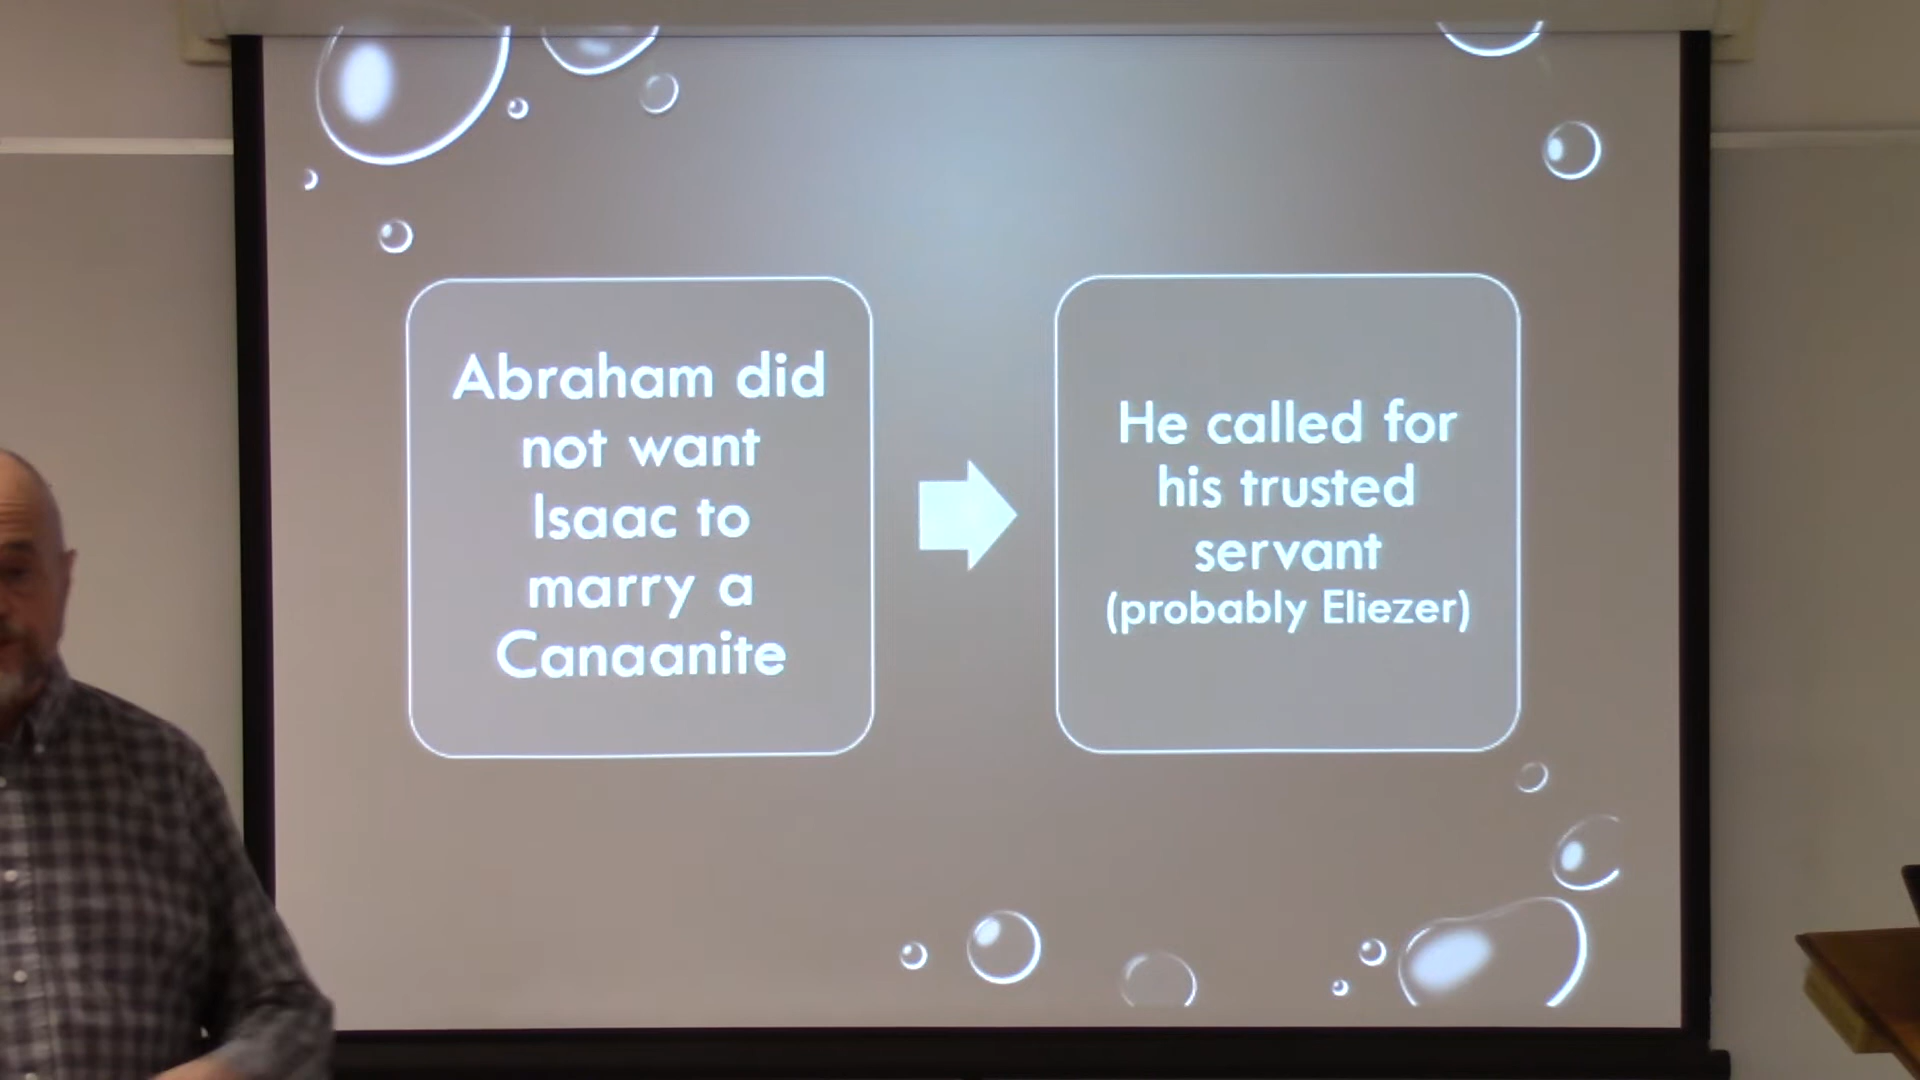 Abraham did
not want
Isaac to
marry a
Canaanite
He called for
his trusted
servant
(probably Eliezer)